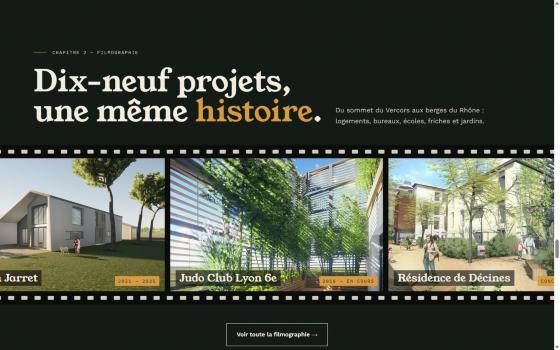 CHAPITRE 2 — FILMOGRAPHIE
Dix-neuf projets,
une même histoire.
Du sommet du Vercors aux berges du Rhône :
logements, bureaux, écoles, friches et jardins.
Jarret
2021 – 2025
Judo Club Lyon 6e
2016 – EN COURS
Résidence de Décines
CONC
Voir toute la filmographie →